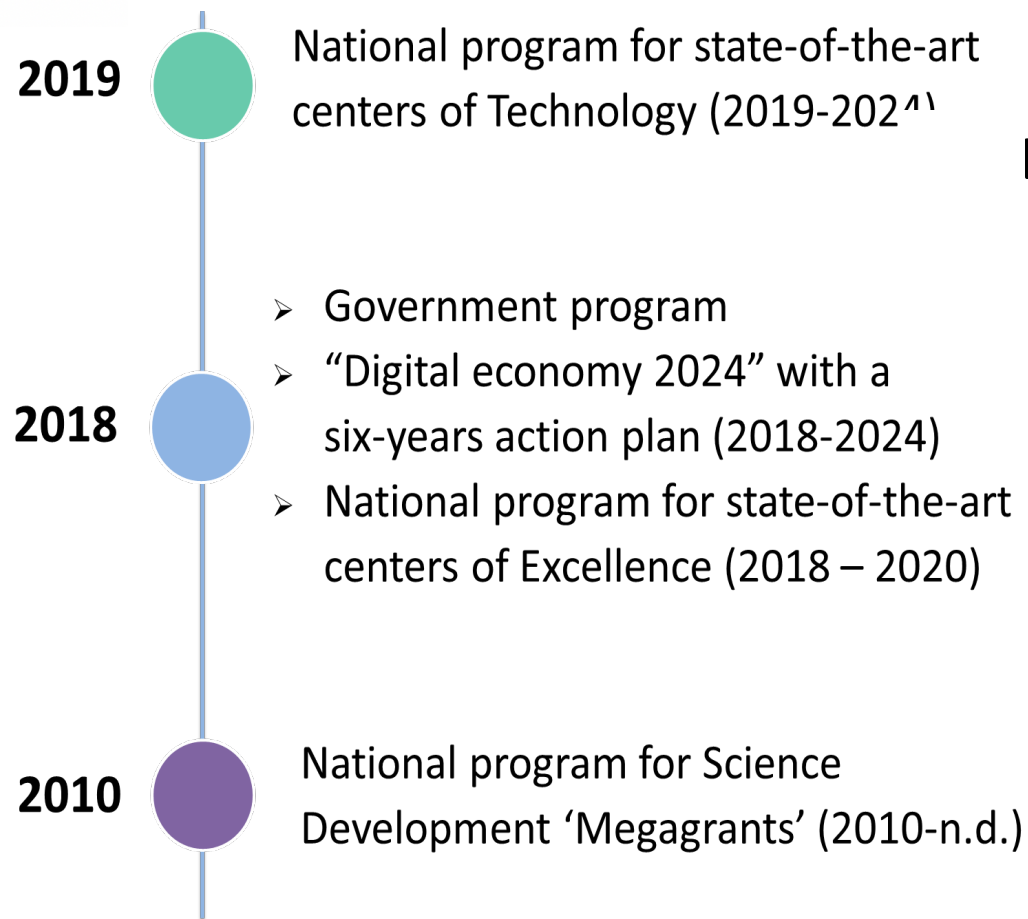 2019
National program for state-of-the-art
centers of Technology
2018
➢ Government program
➢ “Digital economy 2024” with a
six-years action plan (2018-2024)
➢ National program for state-of-the-art
centers of Excellence (2018 – 2020)
2010
National program for Science
Development ‘Megagrants’ (2010-n.d.)